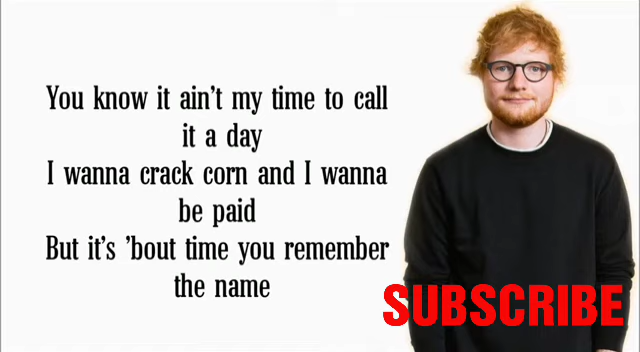 You know it ain't my time to call
it a day
I wanna crack corn and I wanna
be paid
But it's 'bout time you remember
the name
SUBSCRIBE